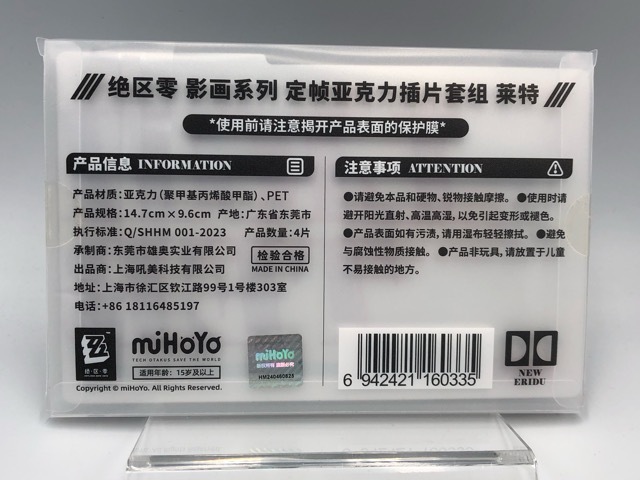 绝区零 影画系列 定帧亚克力插片套组 莱特
*使用前请注意揭开产品表面的保护膜*
产品信息 INFORMATION
产品材质：亚克力（聚甲基丙烯酸甲酯）、PET
产品规格：14.7cm×9.6cm 产地：广东省东莞市
执行标准：Q/SHHM 001-2023 产品数量：4片
承制商：东莞市雄奥实业有限公司
出品商：上海吼美科技有限公司
检验合格
MADE IN CHINA
地址：上海市徐汇区钦江路99号1号楼303室
电话：+86 18116485197
注意事项 ATTENTION
●请避免本品和硬物、锐物接触摩擦。 ●使用时请
避开阳光直射、高温高湿，以免引起变形或褪色。
●产品表面如有污渍，请用湿布轻轻擦拭。 ●避免
与腐蚀性物质接触。 ●产品非玩具，请放置于儿童
不易接触的地方。
绝·区·零
miHoYo
TECH OTAKUS SAVE THE WORLD
适用年龄：15岁及以上
Copyright © miHoYo. All Rights Reserved.
miHoYo
版权所有 盗版必究
HM240460823
6 942421 160335
NEW
ERIDU